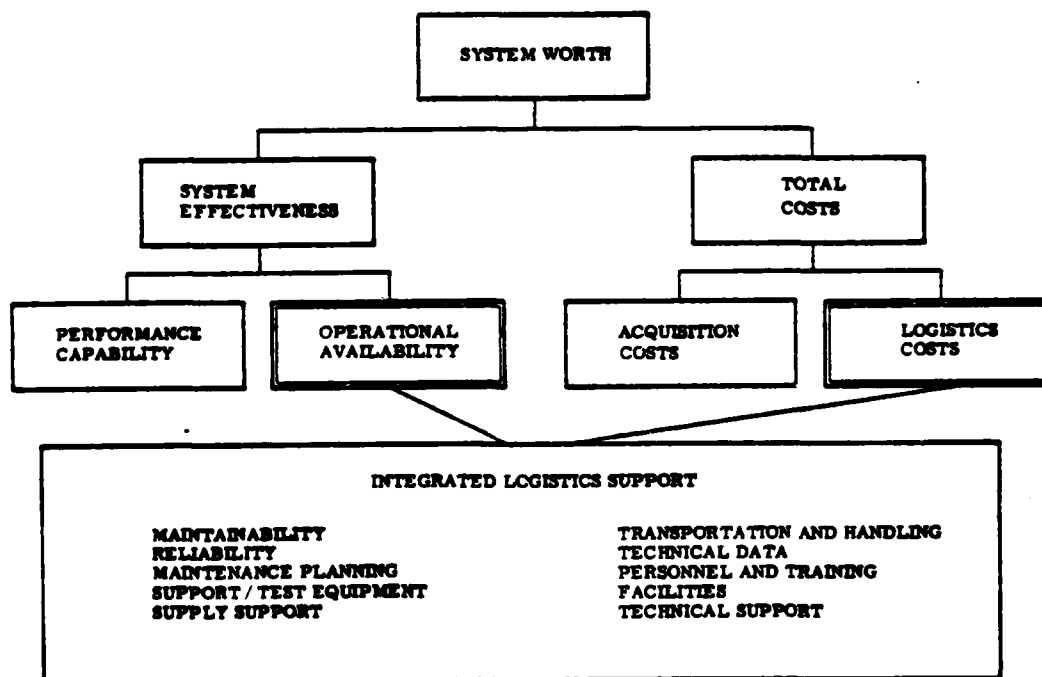 SYSTEM WORTH
SYSTEM
EFFECTIVENESS
TOTAL
COSTS
PERFORMANCE
CAPABILITY
OPERATIONAL
AVAILABILITY
ACQUISITION
COSTS
LOGISTICS
COSTS
INTEGRATED LOGISTICS SUPPORT
MAINTAINABILITY
RELIABILITY
MAINTENANCE PLANNING
SUPPORT / TEST EQUIPMENT
SUPPLY SUPPORT
TRANSPORTATION AND HANDLING
TECHNICAL DATA
PERSONNEL AND TRAINING
FACILITIES
TECHNICAL SUPPORT